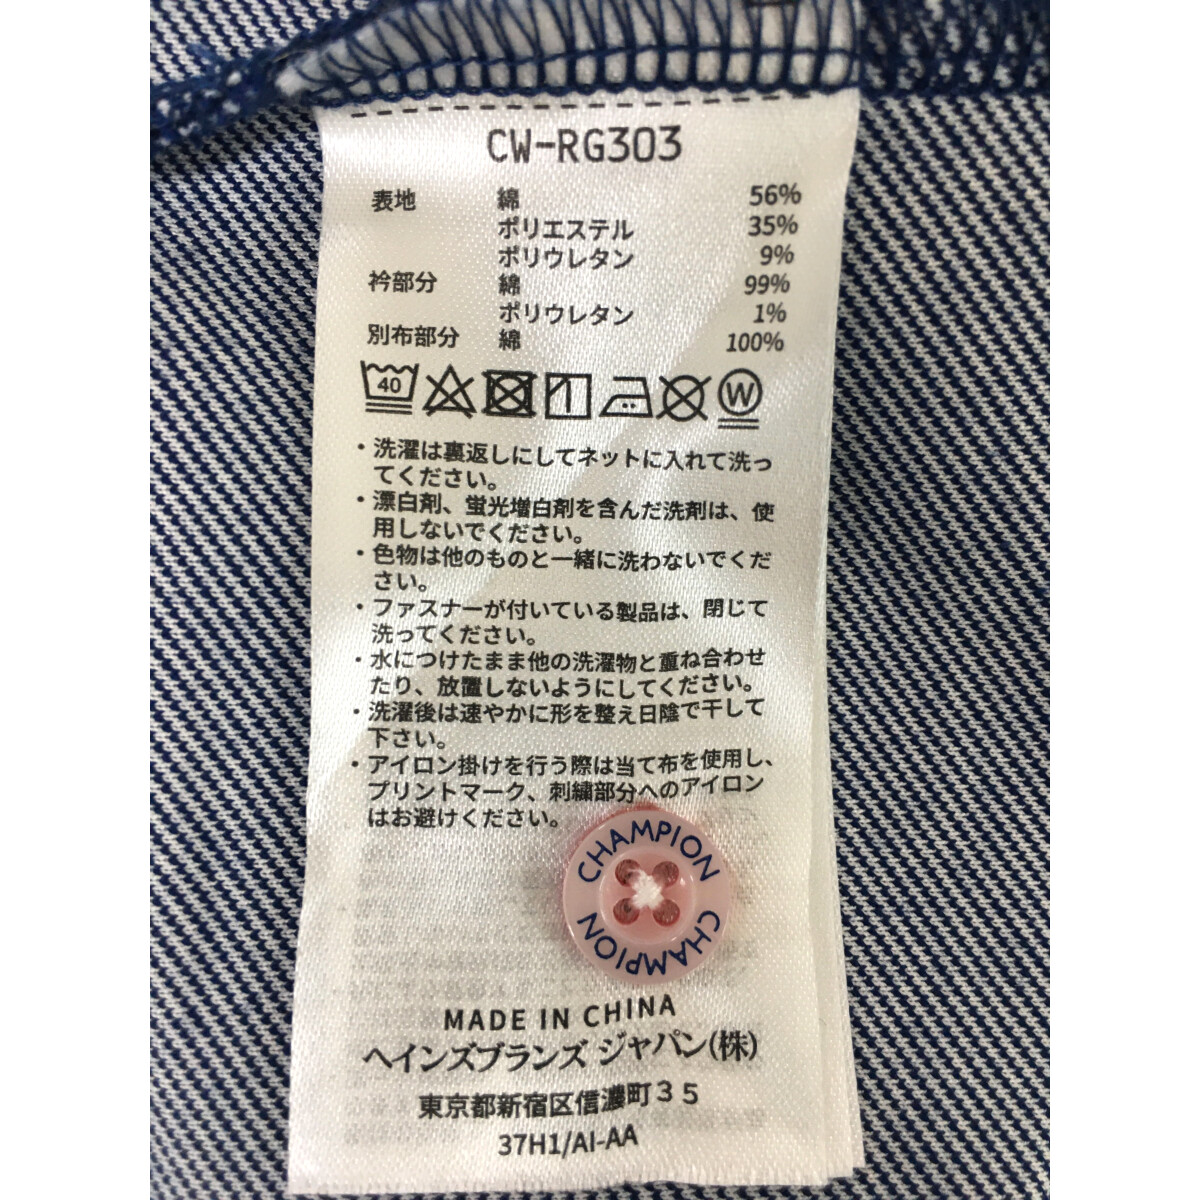 CW-RG303
表地 綿 56%
ポリエステル 35%
ポリウレタン 9%
衿部分 綿 99%
ポリウレタン 1%
別布部分 綿 100%
40 W
・洗濯は裏返しにしてネットに入れて洗っ
てください。
・漂白剤、蛍光増白剤を含んだ洗剤は、使
用しないでください。
・色物は他のものと一緒に洗わないでくだ
さい。
・ファスナーが付いている製品は、閉じて
洗ってください。
・水につけたまま他の洗濯物と重ね合わせ
たり、放置しないようにしてください。
・洗濯後は速やかに形を整え日陰で干して
下さい。
・アイロン掛けを行う際は当て布を使用し、
プリントマーク、刺繍部分へのアイロン
はお避けください。
CHAMPION
CHAMPION
MADE IN CHINA
ヘインズブランズ ジャパン(株)
東京都新宿区信濃町35
37H1/AI-AA